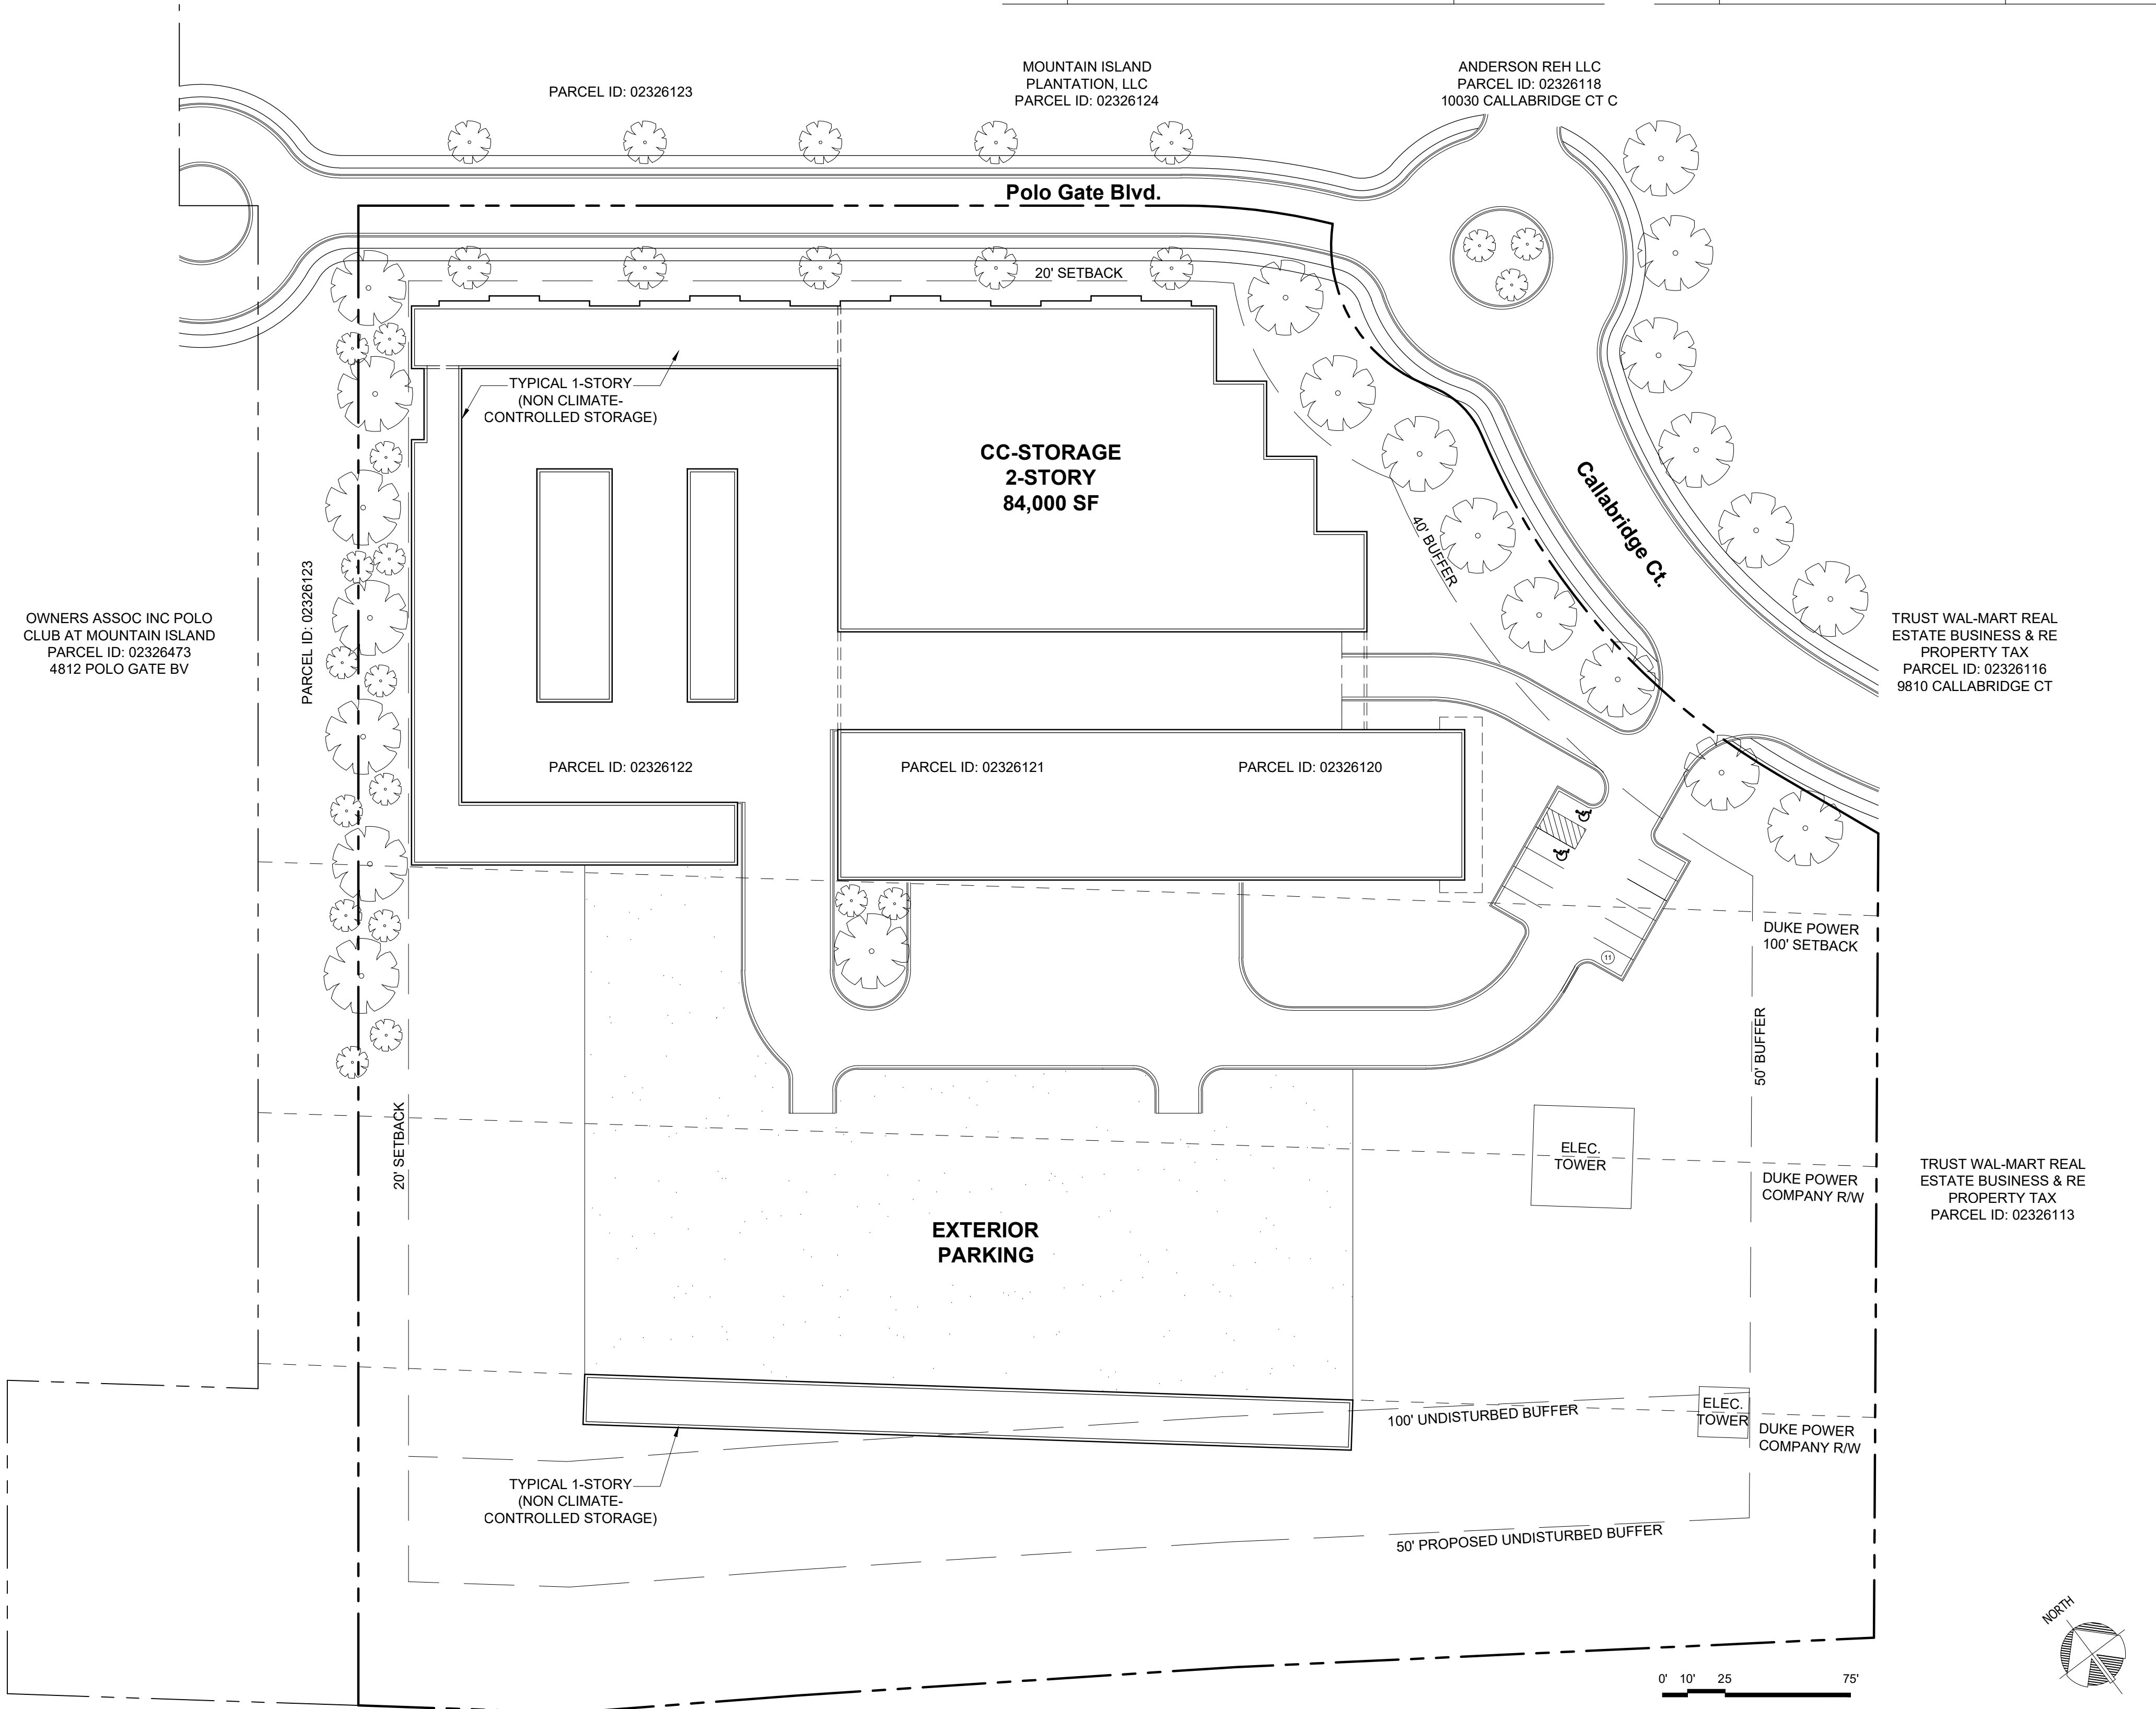 PARCEL ID: 02326123
MOUNTAIN ISLAND
PLANTATION, LLC
PARCEL ID: 02326124
ANDERSON REH LLC
PARCEL ID: 02326118
10030 CALLABRIDGE CT C
Polo Gate Blvd.
20' SETBACK
TYPICAL 1-STORY
(NON CLIMATE-
CONTROLLED STORAGE)
CC-STORAGE
2-STORY
84,000 SF
40' BUFFER
Callabridge Ct.
OWNERS ASSOC INC POLO
CLUB AT MOUNTAIN ISLAND
PARCEL ID: 02326473
4812 POLO GATE BV
PARCEL ID: 02326123
TRUST WAL-MART REAL
ESTATE BUSINESS & RE
PROPERTY TAX
PARCEL ID: 02326116
9810 CALLABRIDGE CT
PARCEL ID: 02326122
PARCEL ID: 02326121
PARCEL ID: 02326120
DUKE POWER
100' SETBACK
11
50' BUFFER
20' SETBACK
ELEC.
TOWER
DUKE POWER
COMPANY R/W
TRUST WAL-MART REAL
ESTATE BUSINESS & RE
PROPERTY TAX
PARCEL ID: 02326113
EXTERIOR
PARKING
100' UNDISTURBED BUFFER
ELEC.
TOWER
DUKE POWER
COMPANY R/W
TYPICAL 1-STORY
(NON CLIMATE-
CONTROLLED STORAGE)
50' PROPOSED UNDISTURBED BUFFER
NORTH
0' 10' 25 75'